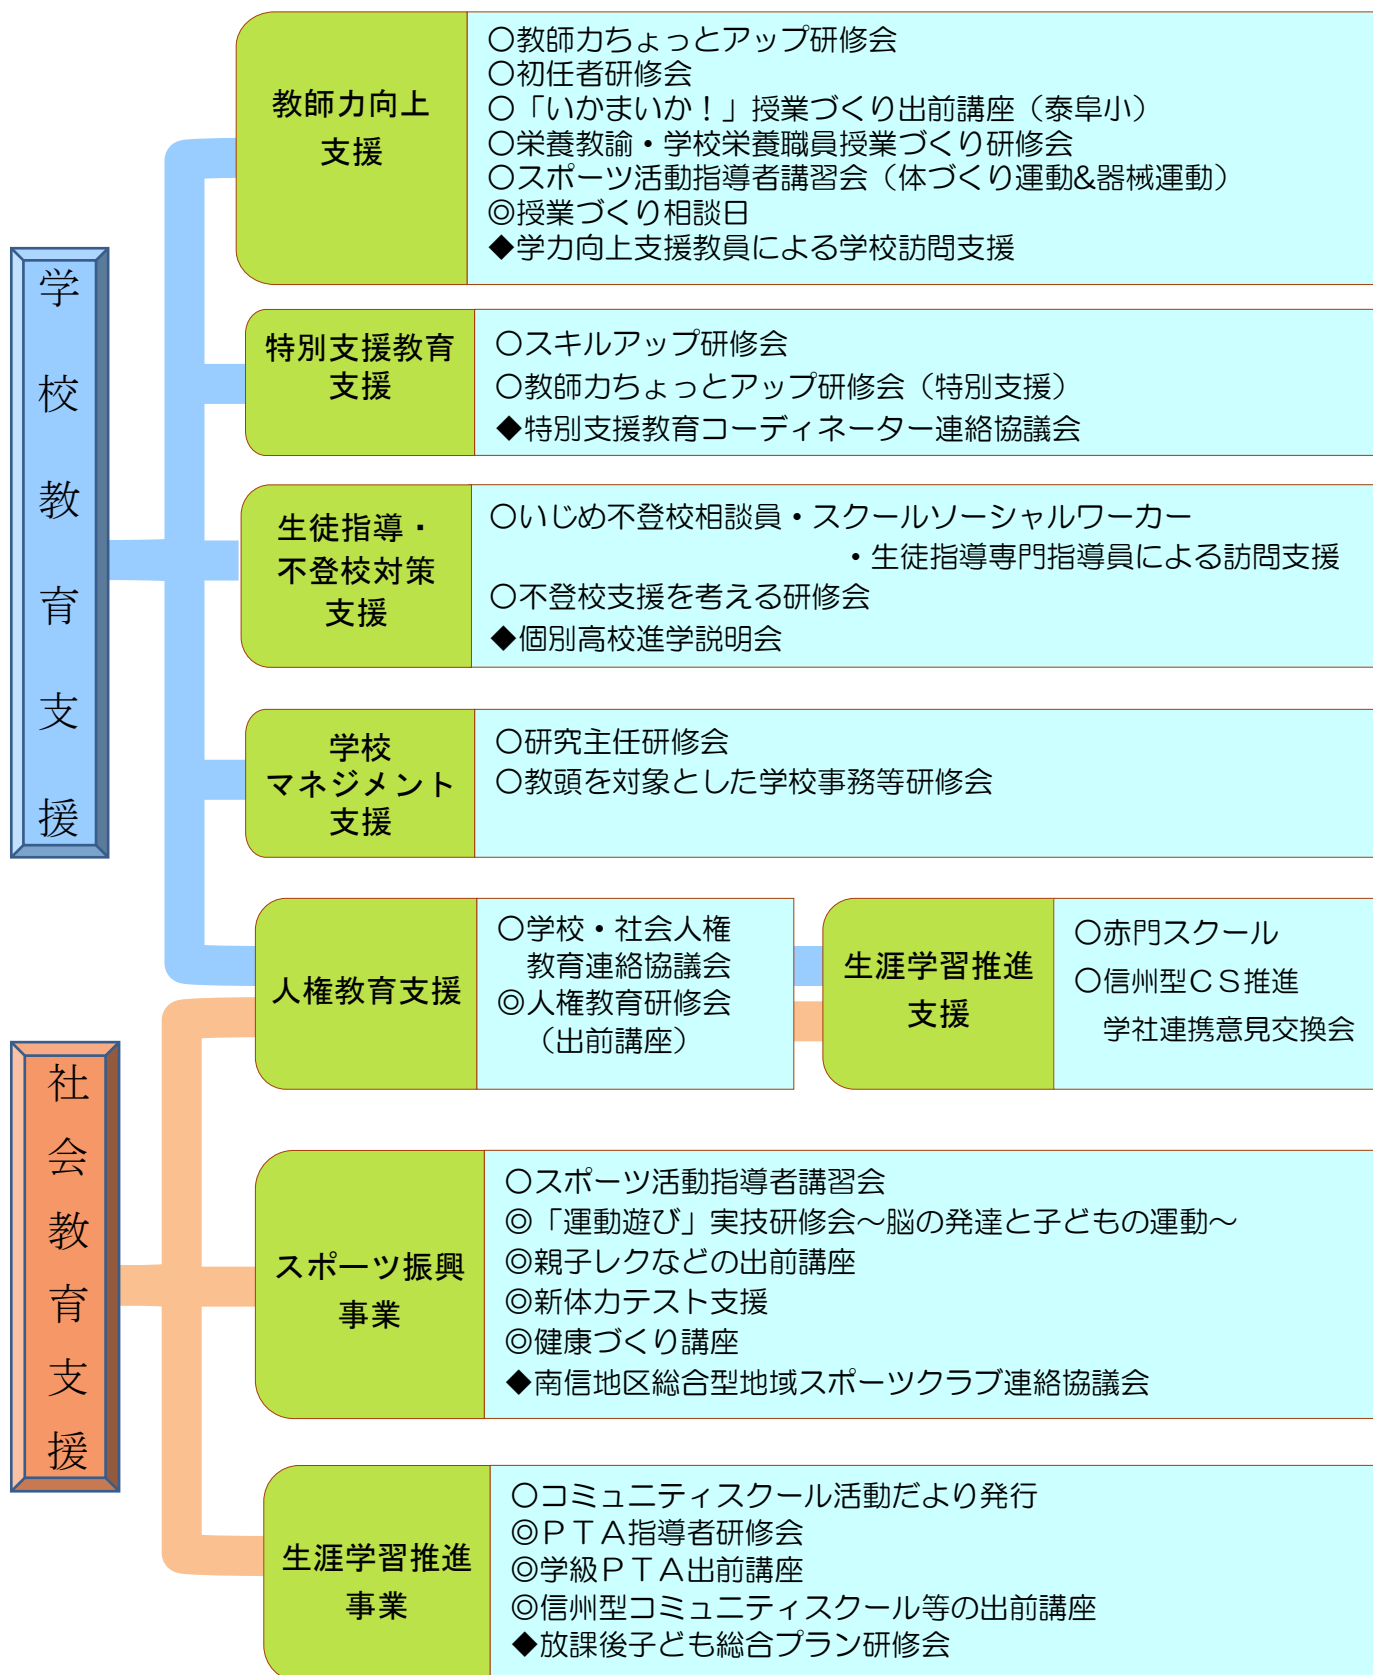 学校教育支援
教師力向上
支援
○教師力ちょっとアップ研修会
○初任者研修会
○「いかまいか！」授業づくり出前講座（泰阜小）
○栄養教諭・学校栄養職員授業づくり研修会
○スポーツ活動指導者講習会（体づくり運動&器械運動）
◎授業づくり相談日
◆学力向上支援教員による学校訪問支援
特別支援教育
支援
○スキルアップ研修会
○教師力ちょっとアップ研修会（特別支援）
◆特別支援教育コーディネーター連絡協議会
生徒指導・
不登校対策
支援
○いじめ不登校相談員・スクールソーシャルワーカー
・生徒指導専門指導員による訪問支援
○不登校支援を考える研修会
◆個別高校進学説明会
学校
マネジメント
支援
○研究主任研修会
○教頭を対象とした学校事務等研修会
人権教育支援
○学校・社会人権
教育連絡協議会
◎人権教育研修会
（出前講座）
生涯学習推進
支援
○赤門スクール
○信州型ＣＳ推進
学社連携意見交換会
社会教育支援
スポーツ振興
事業
○スポーツ活動指導者講習会
◎「運動遊び」実技研修会～脳の発達と子どもの運動～
◎親子レクなどの出前講座
◎新体力テスト支援
◎健康づくり講座
◆南信地区総合型地域スポーツクラブ連絡協議会
生涯学習推進
事業
○コミュニティスクール活動だより発行
◎ＰＴＡ指導者研修会
◎学級ＰＴＡ出前講座
◎信州型コミュニティスクール等の出前講座
◆放課後子ども総合プラン研修会